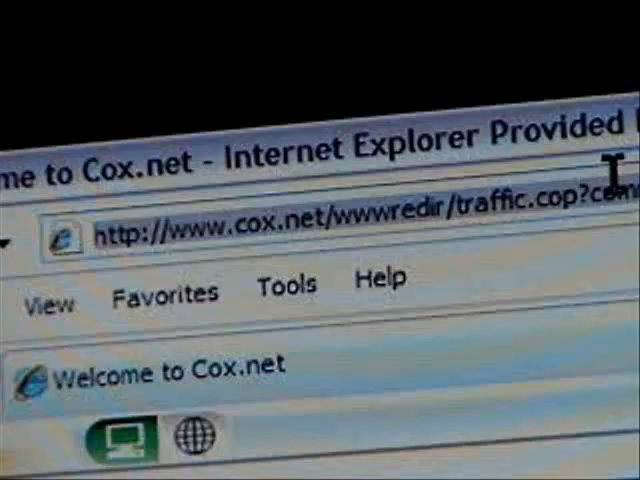 me to Cox.net - Internet Explorer Provided
http://www.cox.net/wwwredir/traffic.cop?com
View Favorites Tools Help
Welcome to Cox.net